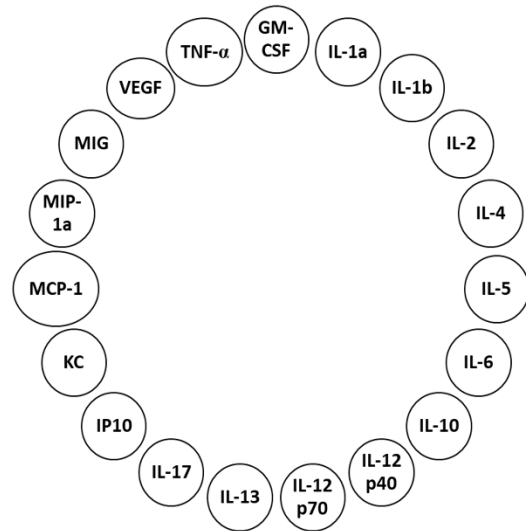 GM-
CSF
IL-1a
IL-1b
IL-2
IL-4
IL-5
IL-6
IL-10
IL-12
p40
IL-12
p70
IL-13
IL-17
IP10
KC
MCP-1
MIP-
1a
MIG
VEGF
TNF-α